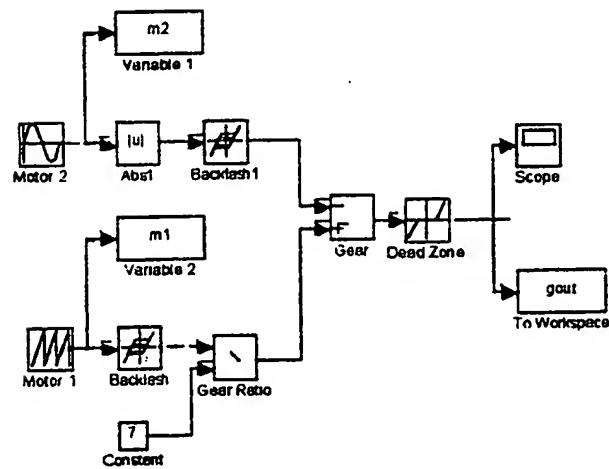 m2
Variable 1
|u|
Motor 2
Abs1
Backlash1
Scope
m1
Variable 2
Gear
Dead Zone
gout
To Workspace
Motor 1
Backlash
Gear Ratio
7
Constant